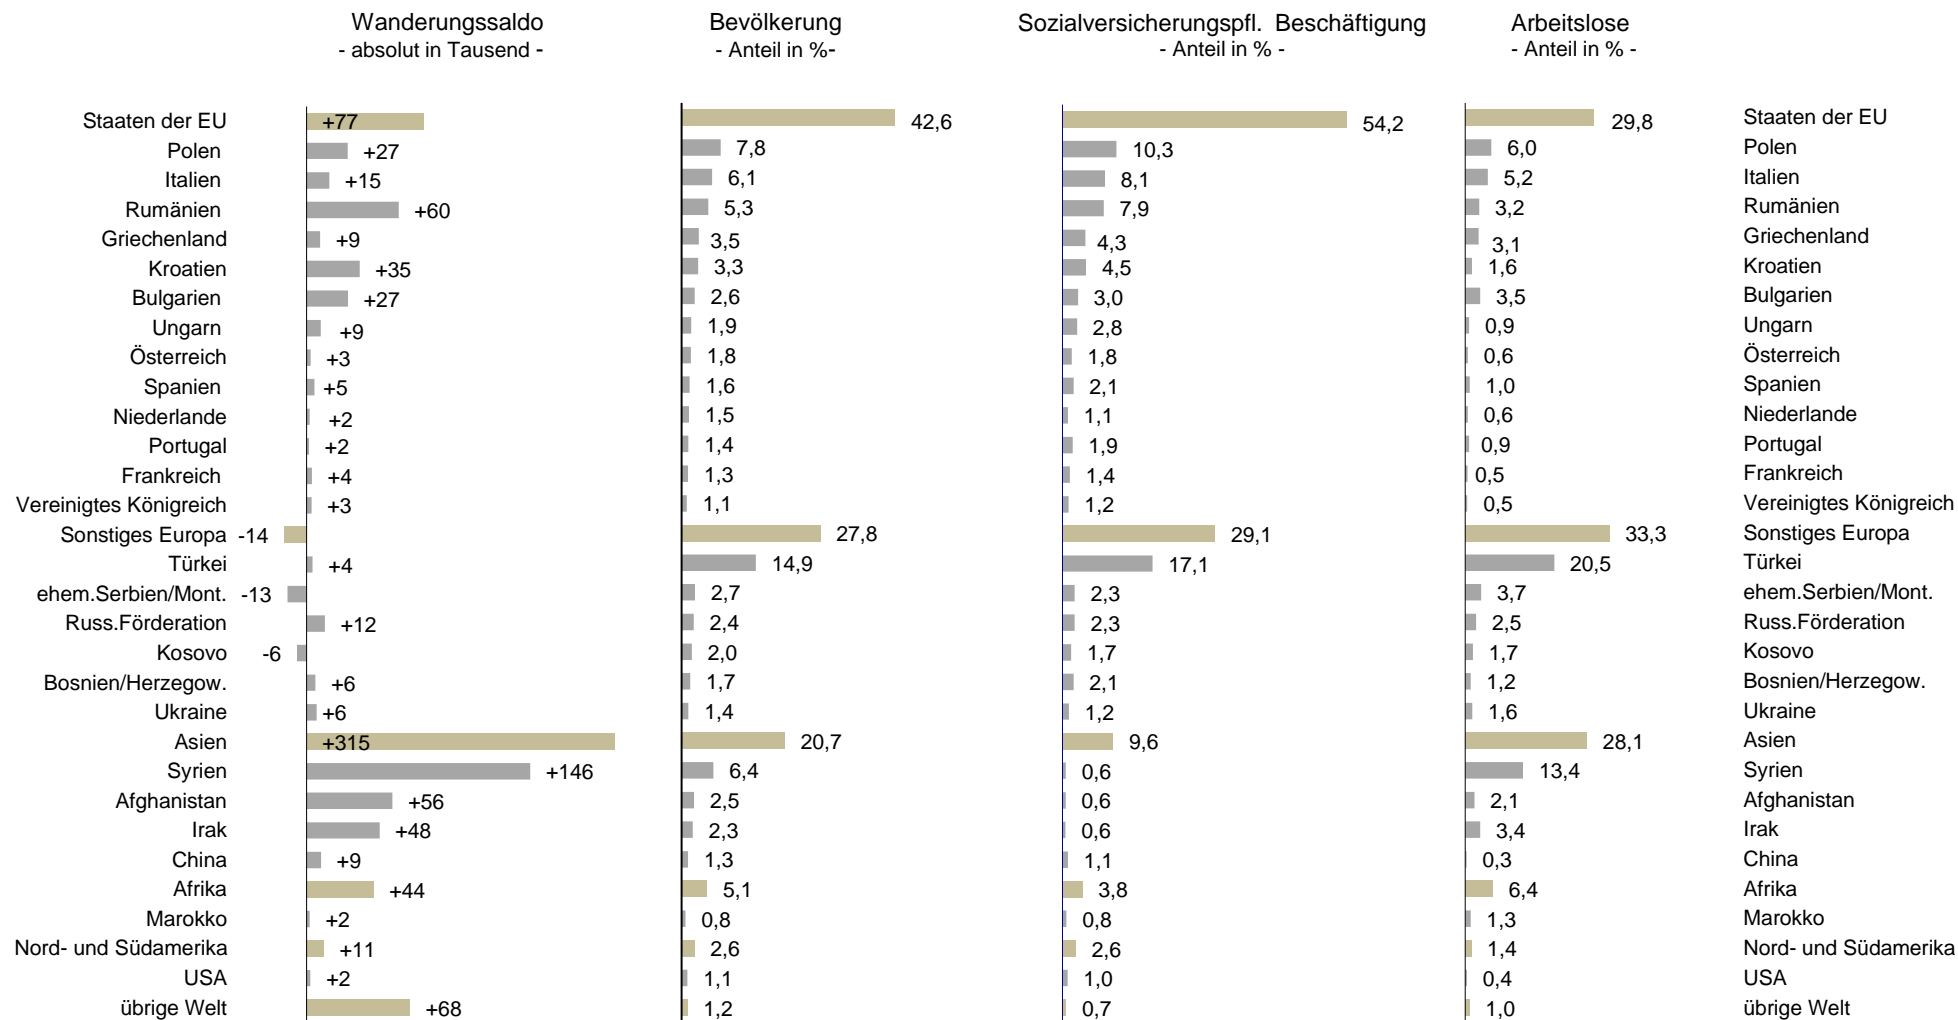 Wanderungssaldo Bevölkerung Sozialversicherungspfl. Beschäftigung Arbeitslose
- absolut in Tausend - - Anteil in %- - Anteil in % - - Anteil in % -
Staaten der EU +77 42,6 54,2 29,8 Staaten der EU
Polen +27 7,8 10,3 6,0 Polen
Italien +15 6,1 8,1 5,2 Italien
Rumänien +60 5,3 7,9 3,2 Rumänien
Griechenland +9 3,5 4,3 3,1 Griechenland
Kroatien +35 3,3 4,5 1,6 Kroatien
Bulgarien +27 2,6 3,0 3,5 Bulgarien
Ungarn +9 1,9 2,8 0,9 Ungarn
Österreich +3 1,8 1,8 0,6 Österreich
Spanien +5 1,6 2,1 1,0 Spanien
Niederlande +2 1,5 1,1 0,6 Niederlande
Portugal +2 1,4 1,9 0,9 Portugal
Frankreich +4 1,3 1,4 0,5 Frankreich
Vereinigtes Königreich +3 1,1 1,2 0,5 Vereinigtes Königreich
Sonstiges Europa -14 27,8 29,1 33,3 Sonstiges Europa
Türkei +4 14,9 17,1 20,5 Türkei
ehem.Serbien/Mont. -13 2,7 2,3 3,7 ehem.Serbien/Mont.
Russ.Förderation +12 2,4 2,3 2,5 Russ.Förderation
Kosovo -6 2,0 1,7 1,7 Kosovo
Bosnien/Herzegow. +6 1,7 2,1 1,2 Bosnien/Herzegow.
Ukraine +6 1,4 1,2 1,6 Ukraine
Asien +315 20,7 9,6 28,1 Asien
Syrien +146 6,4 0,6 13,4 Syrien
Afghanistan +56 2,5 0,6 2,1 Afghanistan
Irak +48 2,3 0,6 3,4 Irak
China +9 1,3 1,1 0,3 China
Afrika +44 5,1 3,8 6,4 Afrika
Marokko +2 0,8 0,8 1,3 Marokko
Nord- und Südamerika +11 2,6 2,6 1,4 Nord- und Südamerika
USA +2 1,1 1,0 0,4 USA
übrige Welt +68 1,2 0,7 1,0 übrige Welt